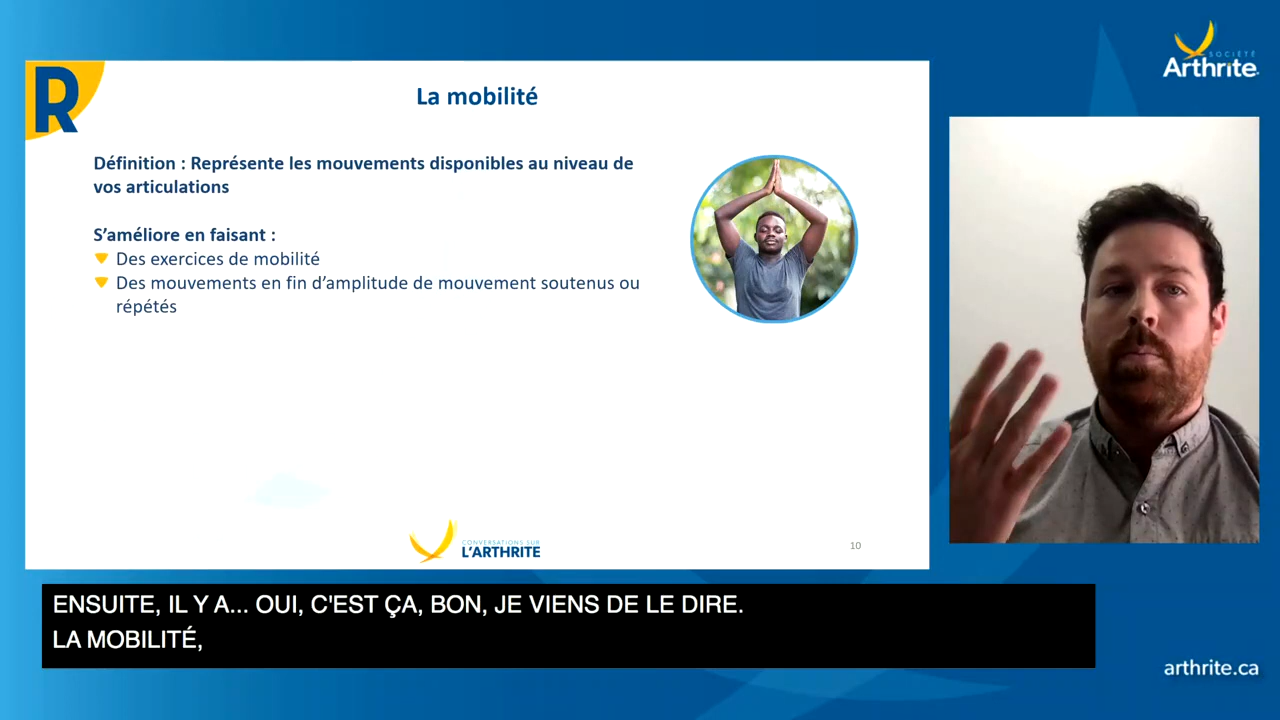 SOCIÉTÉ
Arthrite
R
La mobilité
Définition : Représente les mouvements disponibles au niveau de
vos articulations
S'améliore en faisant :
Des exercices de mobilité
Des mouvements en fin d'amplitude de mouvement soutenus ou
répétés
CONVERSATIONS SUR
L'ARTHRITE
10
ENSUITE, IL Y A... OUI, C'EST ÇA, BON, JE VIENS DE LE DIRE.
LA MOBILITÉ,
arthrite.ca